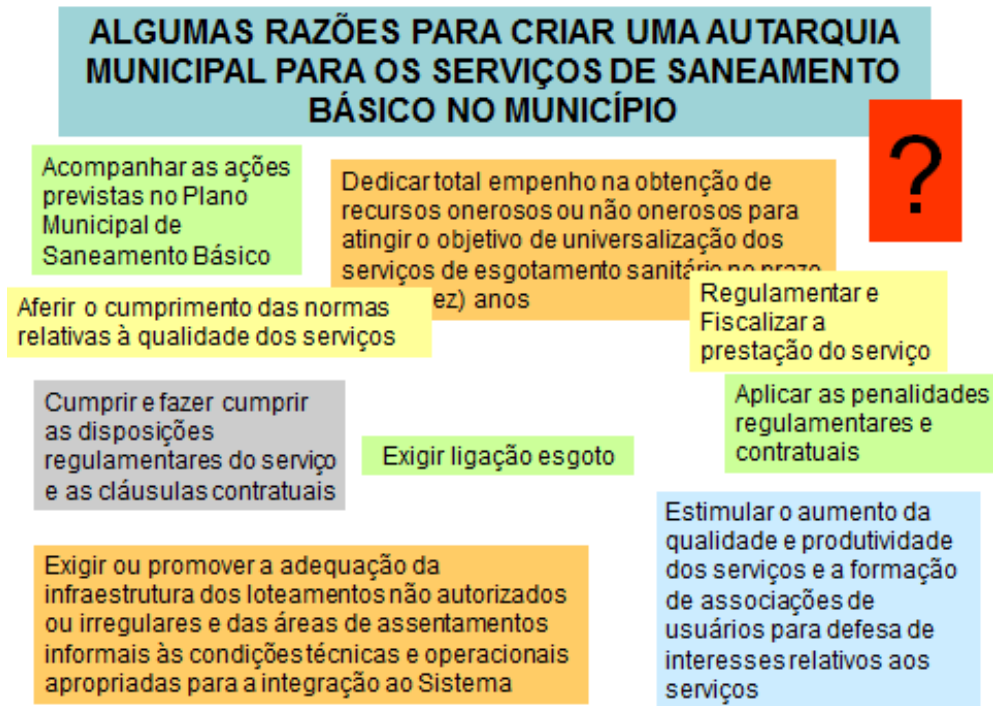 ALGUMAS RAZÕES PARA CRIAR UMA AUTARQUIA
MUNICIPAL PARA OS SERVIÇOS DE SANEAMENTO
BÁSICO NO MUNICÍPIO
?
Acompanhar as ações
previstas no Plano
Municipal de
Saneamento Básico
Dedicar total empenho na obtenção de
recursos onerosos ou não onerosos para
atingir o objetivo de universalização dos
serviços de esgotamento sanitário no prazo
ez) anos
Aferir o cumprimento das normas
relativas à qualidade dos serviços
Regulamentar e
Fiscalizar a
prestação do serviço
Cumprir e fazer cumprir
as disposições
regulamentares do serviço
e as cláusulas contratuais
Exigir ligação esgoto
Aplicar as penalidades
regulamentares e
contratuais
Exigir ou promover a adequação da
infraestrutura dos loteamentos não autorizados
ou irregulares e das áreas de assentamentos
informais às condições técnicas e operacionais
apropriadas para a integração ao Sistema
Estimular o aumento da
qualidade e produtividade
dos serviços e a formação
de associações de
usuários para defesa de
interesses relativos aos
serviços